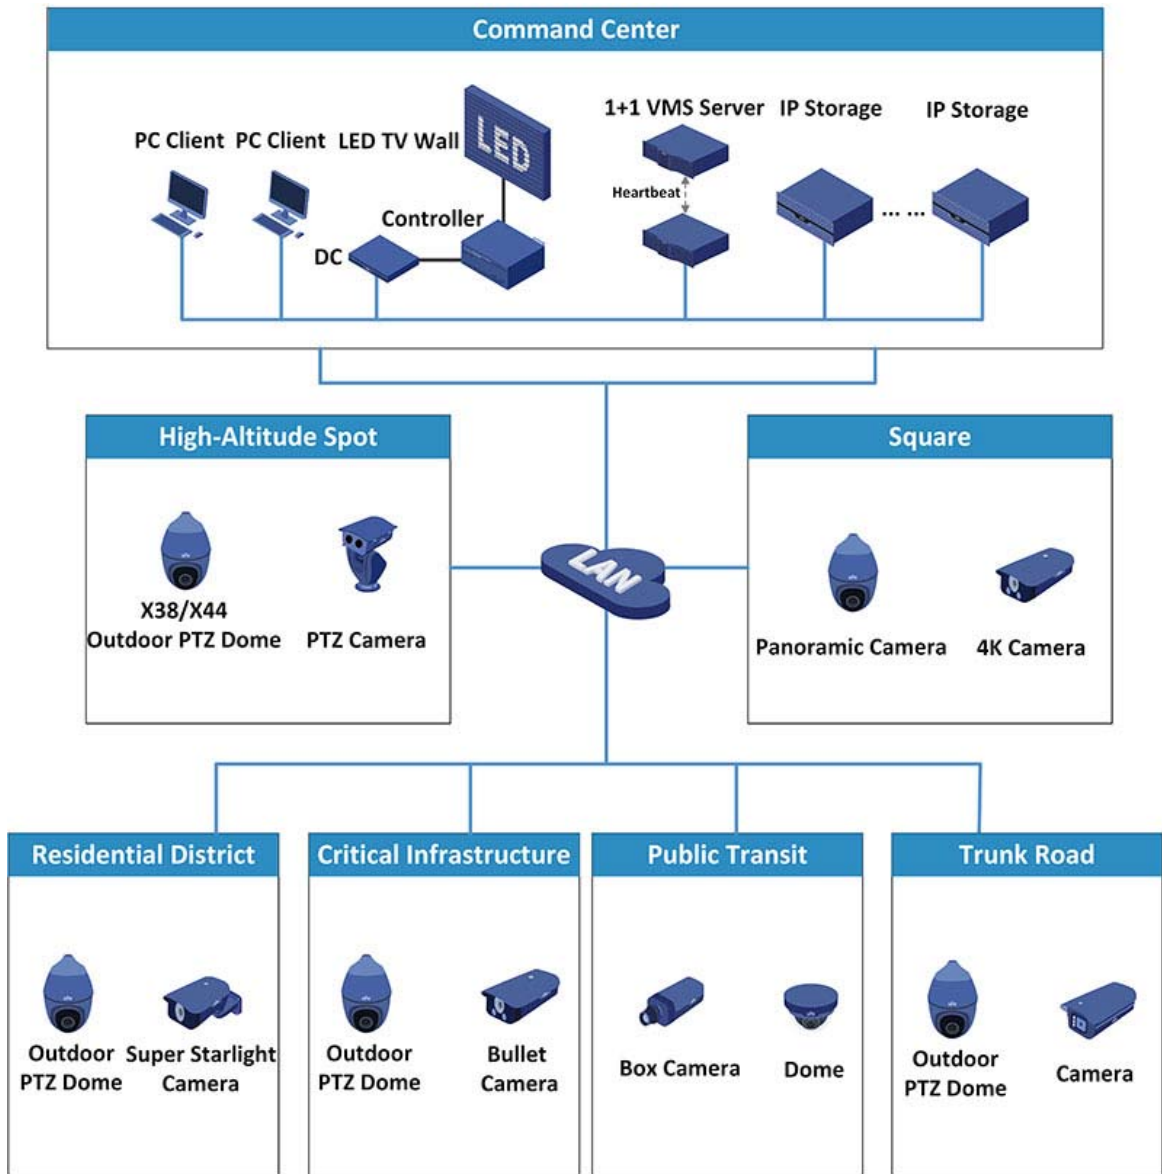 Command Center
1+1 VMS Server IP Storage IP Storage
PC Client PC Client LED TV Wall
LED
Heartbeat
Controller
... ...
DC
High-Altitude Spot
Square
LAN
X38/X44
Outdoor PTZ Dome
PTZ Camera
Panoramic Camera
4K Camera
Residential District
Critical Infrastructure
Public Transit
Trunk Road
Outdoor
PTZ Dome
Super Starlight
Camera
Outdoor
PTZ Dome
Bullet
Camera
Box Camera
Dome
Outdoor
PTZ Dome
Camera